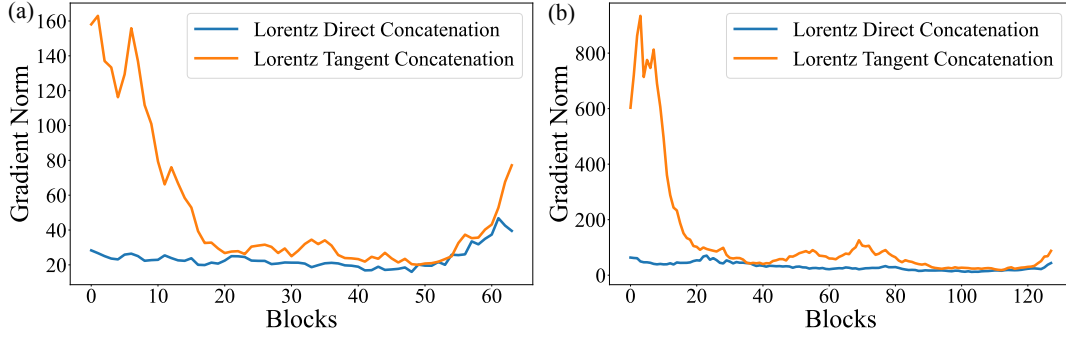 (a)
Gradient Norm
160
140
120
100
80
60
40
20
0
10
20
30
40
50
60
Blocks
Lorentz Direct Concatenation
Lorentz Tangent Concatenation
(b)
Gradient Norm
800
600
400
200
0
0
20
40
60
80
100
120
Blocks
Lorentz Direct Concatenation
Lorentz Tangent Concatenation